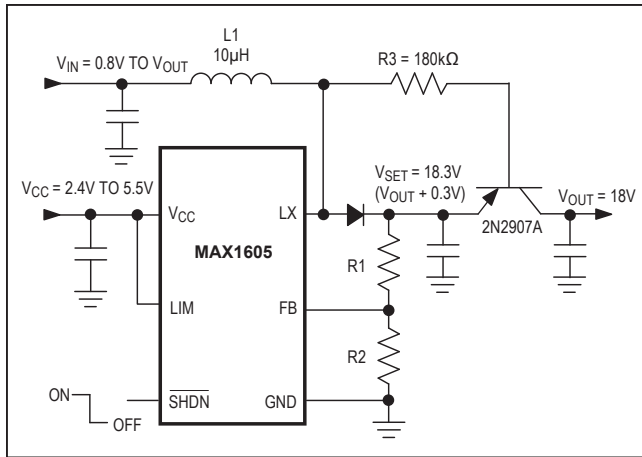 L1
10µH
R3 = 180kΩ
V_IN = 0.8V TO V_OUT
V_CC = 2.4V TO 5.5V
V_CC
LX
V_SET = 18.3V
(V_OUT + 0.3V)
V_OUT = 18V
2N2907A
MAX1605
R1
LIM
FB
R2
ON
OFF
S̅H̅D̅N̅
GND